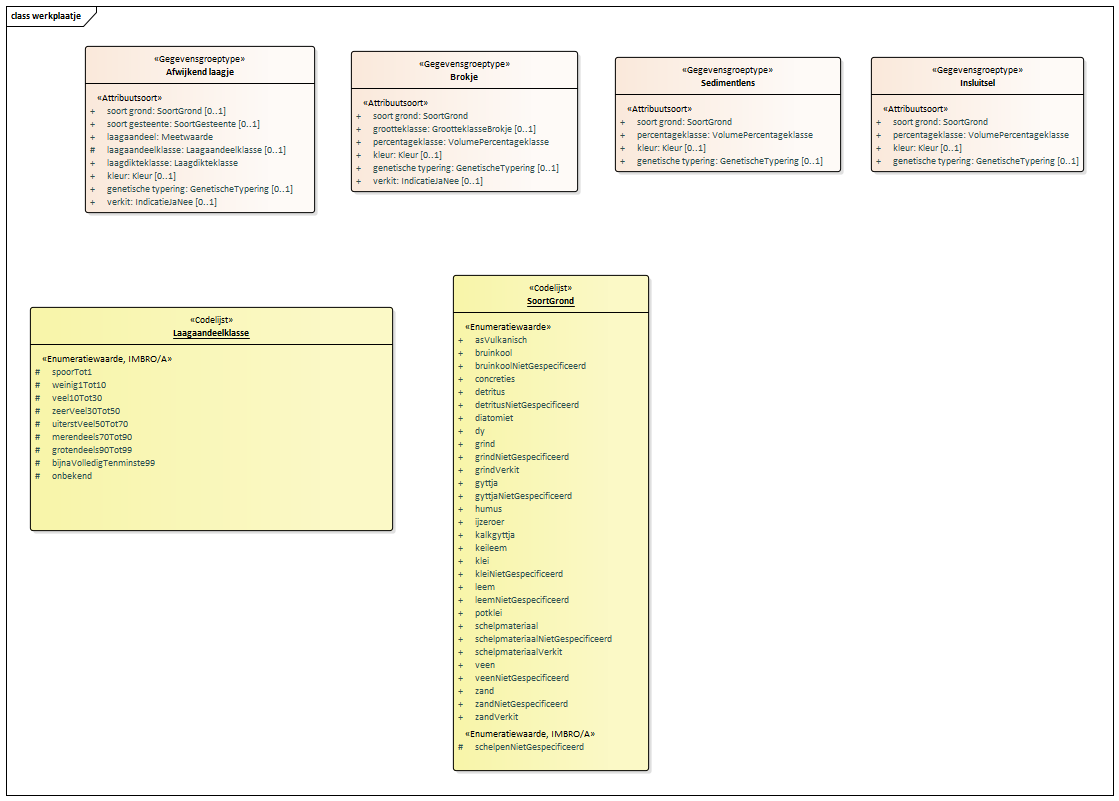 class werkplaatje
«Gegevensgroeptype»
Afwijkend laagje
«Attribuutsoort»
+ soort grond: SoortGrond [0..1]
+ soort gesteente: SoortGesteente [0..1]
+ laagaandeel: Meetwaarde
# laagaandeelklasse: Laagaandeelklasse [0..1]
+ laagdikteklasse: Laagdikteklasse
+ kleur: Kleur [0..1]
+ genetische typering: GenetischeTypering [0..1]
+ verkit: IndicatieJaNee [0..1]
«Gegevensgroeptype»
Brokje
«Attribuutsoort»
+ soort grond: SoortGrond
+ grootteklasse: GrootteklasseBrokje [0..1]
+ percentageklasse: VolumePercentageklasse
+ kleur: Kleur [0..1]
+ genetische typering: GenetischeTypering [0..1]
+ verkit: IndicatieJaNee [0..1]
«Gegevensgroeptype»
Sedimentlens
«Attribuutsoort»
+ soort grond: SoortGrond
+ percentageklasse: VolumePercentageklasse
+ kleur: Kleur [0..1]
+ genetische typering: GenetischeTypering [0..1]
«Gegevensgroeptype»
Insluitsel
«Attribuutsoort»
+ soort grond: SoortGrond
+ percentageklasse: VolumePercentageklasse
+ kleur: Kleur [0..1]
+ genetische typering: GenetischeTypering [0..1]
«Codelijst»
Laagaandeelklasse
«Enumeratiewaarde, IMBRO/A»
# spoorTot1
# weinig1Tot10
# veel10Tot30
# zeerVeel30Tot50
# uiterstVeel50Tot70
# merendeels70Tot90
# grotendeels90Tot99
# bijnaVolledigTenminste99
# onbekend
«Codelijst»
SoortGrond
«Enumeratiewaarde»
+ asVulkanisch
+ bruinkool
+ bruinkoolNietGespecificeerd
+ concreties
+ detritus
+ detritusNietGespecificeerd
+ diatomiet
+ dy
+ grind
+ grindNietGespecificeerd
+ grindVerkit
+ gyttja
+ gyttjaNietGespecificeerd
+ humus
+ ijzeroer
+ kalkgyttja
+ keileem
+ klei
+ kleiNietGespecificeerd
+ leem
+ leemNietGespecificeerd
+ potklei
+ schelpmateriaal
+ schelpmateriaalNietGespecificeerd
+ schelpmateriaalVerkit
+ veen
+ veenNietGespecificeerd
+ zand
+ zandNietGespecificeerd
+ zandVerkit
«Enumeratiewaarde, IMBRO/A»
# schelpenNietGespecificeerd